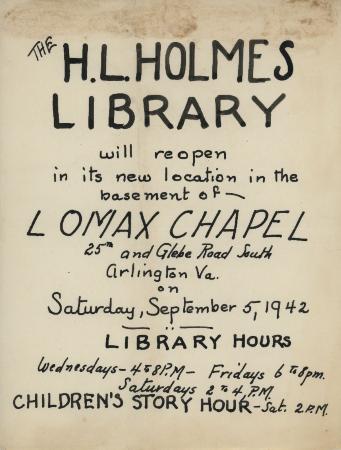 THE
H.L. HOLMES
LIBRARY
will reopen
in its new location in the
basement of —
LOMAX CHAPEL
25th and Glebe Road South
Arlington Va.
on
Saturday, September 5, 1942
LIBRARY HOURS
Wednesdays - 4 to 8 P.M. - Fridays 6 to 8 pm.
Saturdays 2 to 4, P.M.
CHILDREN'S STORY HOUR - Sat. 2 P.M.